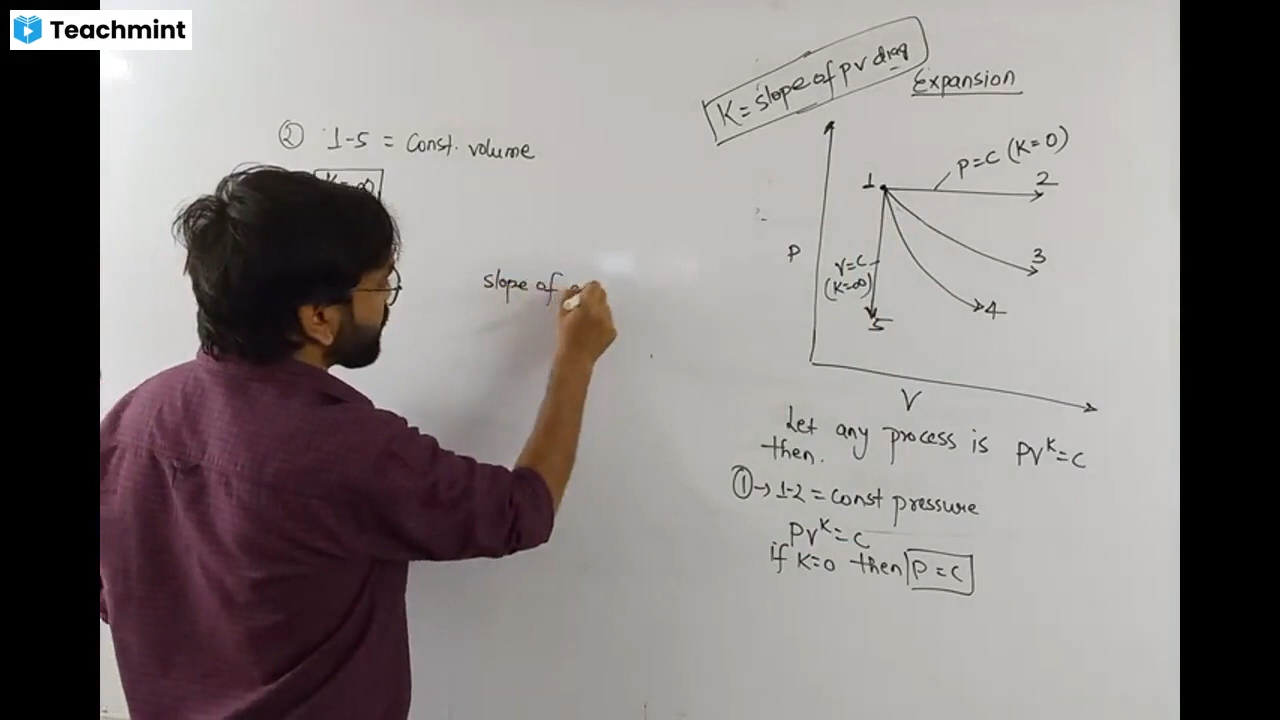 Teachmint
② 1-5 = Const. volume
K = ∞
slope of
K = slope of pv diag
Expansion
P=C (K=0)
1
2
P
V=C
(K=∞)
3
4
5
V
Let any process is PV^K=C
then.
①→ 1-2 = const pressure
PV^K=C
if K=0 then P=C